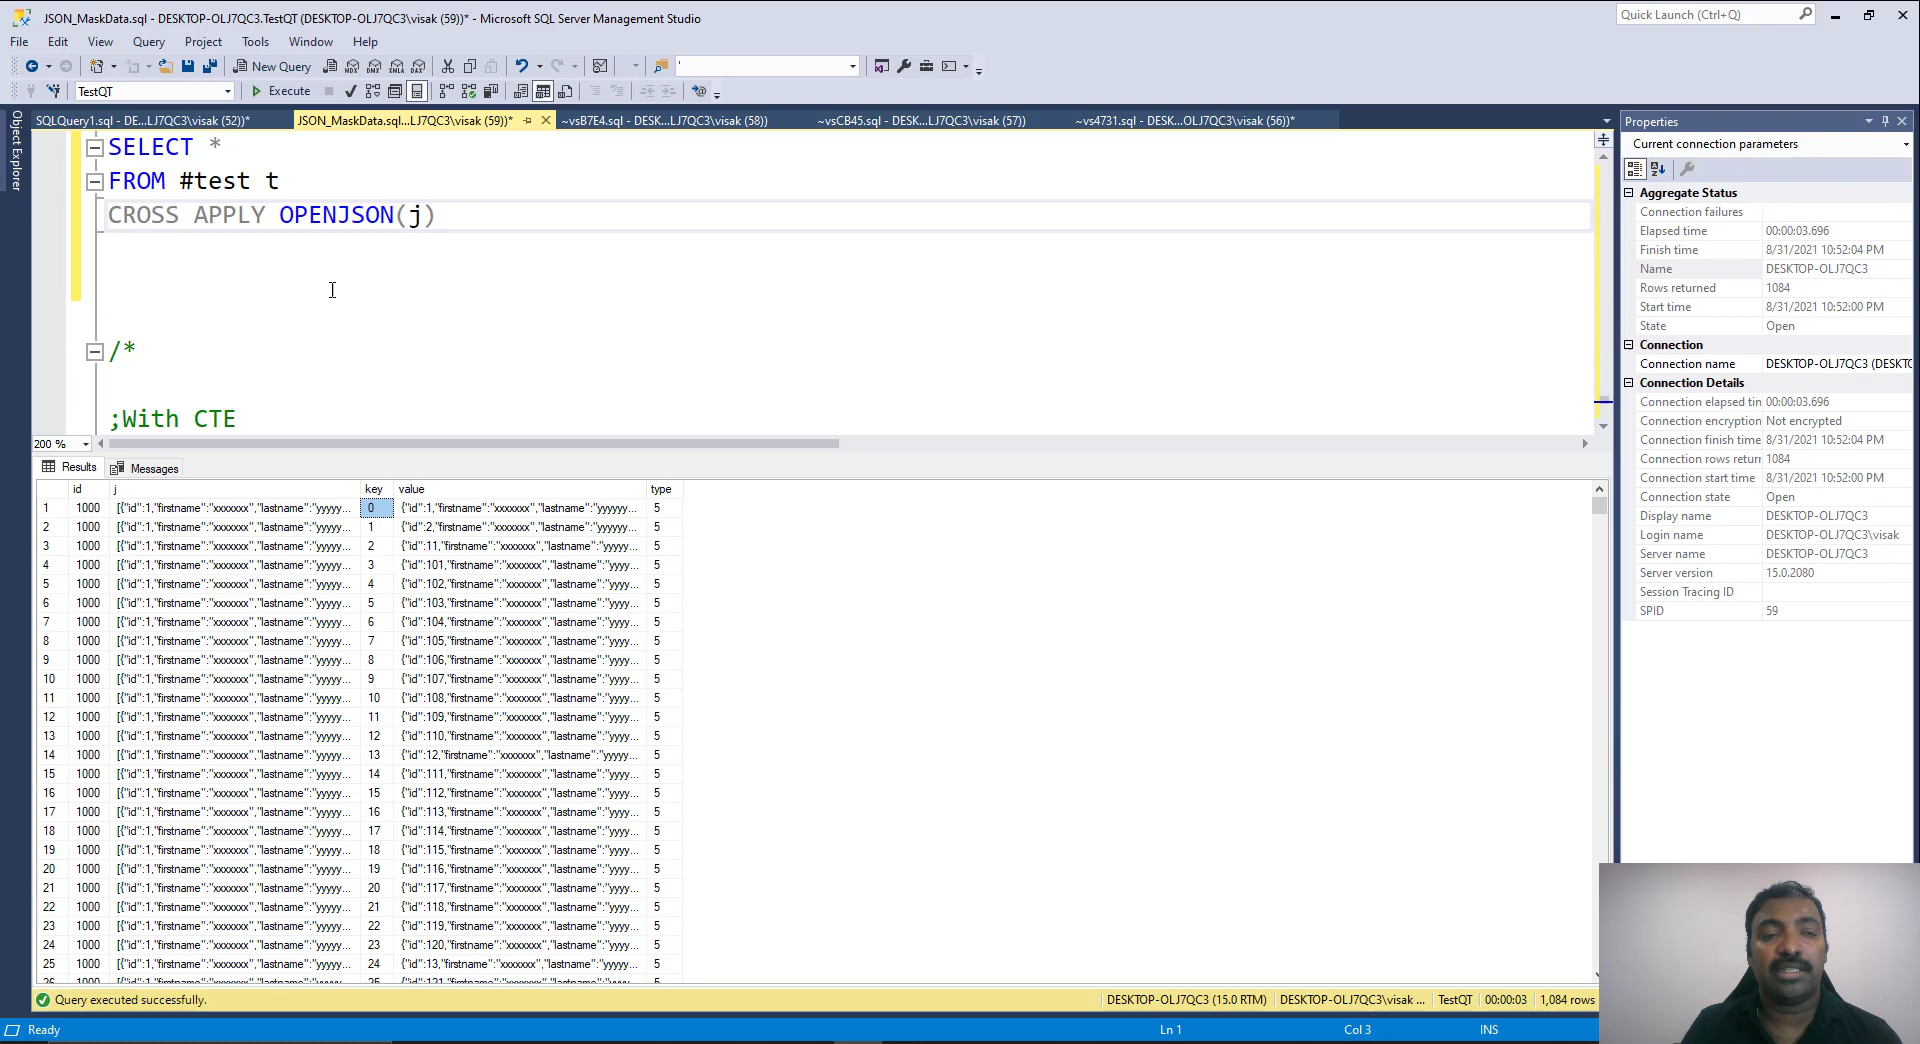 JSON_MaskData.sql - DESKTOP-OLJ7QC3.TestQT (DESKTOP-OLJ7QC3\visak (59))* - Microsoft SQL Server Management Studio
Quick Launch (Ctrl+Q)
File Edit View Query Project Tools Window Help
New Query
TestQT Execute
SQLQuery1.sql - DE...LJ7QC3\visak (52))* JSON_MaskData.sql...LJ7QC3\visak (59))* ~vsB7E4.sql - DESK...LJ7QC3\visak (58)) ~vsCB45.sql - DESK...LJ7QC3\visak (57)) ~vs4731.sql - DESK...OLJ7QC3\visak (56))*
Object Explorer
SELECT *
FROM #test t
CROSS APPLY OPENJSON(j)
/*
;With CTE
200 %
Results Messages
id j key value type
1 1000 [{"id":1,"firstname":"xxxxxxx","lastname":"yyyyy... 0 {"id":1,"firstname":"xxxxxxx","lastname":"yyyyyy... 5
2 1000 [{"id":1,"firstname":"xxxxxxx","lastname":"yyyyy... 1 {"id":2,"firstname":"xxxxxxx","lastname":"yyyyyy... 5
3 1000 [{"id":1,"firstname":"xxxxxxx","lastname":"yyyyy... 2 {"id":11,"firstname":"xxxxxxx","lastname":"yyyy... 5
4 1000 [{"id":1,"firstname":"xxxxxxx","lastname":"yyyyy... 3 {"id":101,"firstname":"xxxxxxx","lastname":"yyyy... 5
5 1000 [{"id":1,"firstname":"xxxxxxx","lastname":"yyyyy... 4 {"id":102,"firstname":"xxxxxxx","lastname":"yyyy... 5
6 1000 [{"id":1,"firstname":"xxxxxxx","lastname":"yyyyy... 5 {"id":103,"firstname":"xxxxxxx","lastname":"yyyy... 5
7 1000 [{"id":1,"firstname":"xxxxxxx","lastname":"yyyyy... 6 {"id":104,"firstname":"xxxxxxx","lastname":"yyyy... 5
8 1000 [{"id":1,"firstname":"xxxxxxx","lastname":"yyyyy... 7 {"id":105,"firstname":"xxxxxxx","lastname":"yyyy... 5
9 1000 [{"id":1,"firstname":"xxxxxxx","lastname":"yyyyy... 8 {"id":106,"firstname":"xxxxxxx","lastname":"yyyy... 5
10 1000 [{"id":1,"firstname":"xxxxxxx","lastname":"yyyyy... 9 {"id":107,"firstname":"xxxxxxx","lastname":"yyyy... 5
11 1000 [{"id":1,"firstname":"xxxxxxx","lastname":"yyyyy... 10 {"id":108,"firstname":"xxxxxxx","lastname":"yyyy... 5
12 1000 [{"id":1,"firstname":"xxxxxxx","lastname":"yyyyy... 11 {"id":109,"firstname":"xxxxxxx","lastname":"yyyy... 5
13 1000 [{"id":1,"firstname":"xxxxxxx","lastname":"yyyyy... 12 {"id":110,"firstname":"xxxxxxx","lastname":"yyyy... 5
14 1000 [{"id":1,"firstname":"xxxxxxx","lastname":"yyyyy... 13 {"id":12,"firstname":"xxxxxxx","lastname":"yyyy... 5
15 1000 [{"id":1,"firstname":"xxxxxxx","lastname":"yyyyy... 14 {"id":111,"firstname":"xxxxxxx","lastname":"yyyy... 5
16 1000 [{"id":1,"firstname":"xxxxxxx","lastname":"yyyyy... 15 {"id":112,"firstname":"xxxxxxx","lastname":"yyyy... 5
17 1000 [{"id":1,"firstname":"xxxxxxx","lastname":"yyyyy... 16 {"id":113,"firstname":"xxxxxxx","lastname":"yyyy... 5
18 1000 [{"id":1,"firstname":"xxxxxxx","lastname":"yyyyy... 17 {"id":114,"firstname":"xxxxxxx","lastname":"yyyy... 5
19 1000 [{"id":1,"firstname":"xxxxxxx","lastname":"yyyyy... 18 {"id":115,"firstname":"xxxxxxx","lastname":"yyyy... 5
20 1000 [{"id":1,"firstname":"xxxxxxx","lastname":"yyyyy... 19 {"id":116,"firstname":"xxxxxxx","lastname":"yyyy... 5
21 1000 [{"id":1,"firstname":"xxxxxxx","lastname":"yyyyy... 20 {"id":117,"firstname":"xxxxxxx","lastname":"yyyy... 5
22 1000 [{"id":1,"firstname":"xxxxxxx","lastname":"yyyyy... 21 {"id":118,"firstname":"xxxxxxx","lastname":"yyyy... 5
23 1000 [{"id":1,"firstname":"xxxxxxx","lastname":"yyyyy... 22 {"id":119,"firstname":"xxxxxxx","lastname":"yyyy... 5
24 1000 [{"id":1,"firstname":"xxxxxxx","lastname":"yyyyy... 23 {"id":120,"firstname":"xxxxxxx","lastname":"yyyy... 5
25 1000 [{"id":1,"firstname":"xxxxxxx","lastname":"yyyyy... 24 {"id":13,"firstname":"xxxxxxx","lastname":"yyyy... 5
Query executed successfully. DESKTOP-OLJ7QC3 (15.0 RTM) DESKTOP-OLJ7QC3\visak ... TestQT 00:00:03 1,084 rows
Ready Ln 1 Col 3 INS
Properties
Current connection parameters
Aggregate Status
Connection failures
Elapsed time 00:00:03.696
Finish time 8/31/2021 10:52:04 PM
Name DESKTOP-OLJ7QC3
Rows returned 1084
Start time 8/31/2021 10:52:00 PM
State Open
Connection
Connection name DESKTOP-OLJ7QC3 (DESKTO
Connection Details
Connection elapsed tin 00:00:03.696
Connection encryption Not encrypted
Connection finish time 8/31/2021 10:52:04 PM
Connection rows returr 1084
Connection start time 8/31/2021 10:52:00 PM
Connection state Open
Display name DESKTOP-OLJ7QC3
Login name DESKTOP-OLJ7QC3\visak
Server name DESKTOP-OLJ7QC3
Server version 15.0.2080
Session Tracing ID
SPID 59